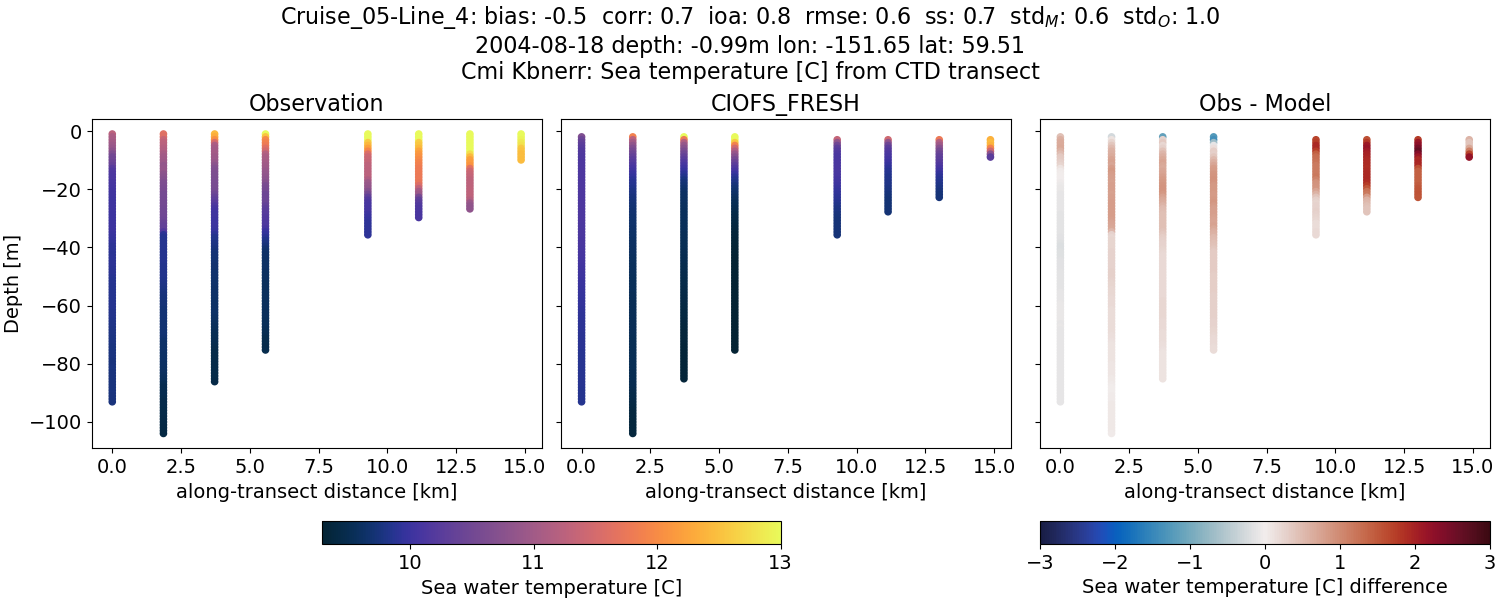 Cruise_05-Line_4: bias: -0.5 corr: 0.7 ioa: 0.8 rmse: 0.6 ss: 0.7 std_M: 0.6 std_O: 1.0
2004-08-18 depth: -0.99m lon: -151.65 lat: 59.51
Cmi Kbnerr: Sea temperature [C] from CTD transect
Observation CIOFS_FRESH Obs - Model
Depth [m]
0
−20
−40
−60
−80
−100
0.0 2.5 5.0 7.5 10.0 12.5 15.0 0.0 2.5 5.0 7.5 10.0 12.5 15.0 0.0 2.5 5.0 7.5 10.0 12.5 15.0
along-transect distance [km] along-transect distance [km] along-transect distance [km]
10 11 12 13 −3 −2 −1 0 1 2 3
Sea water temperature [C] Sea water temperature [C] difference